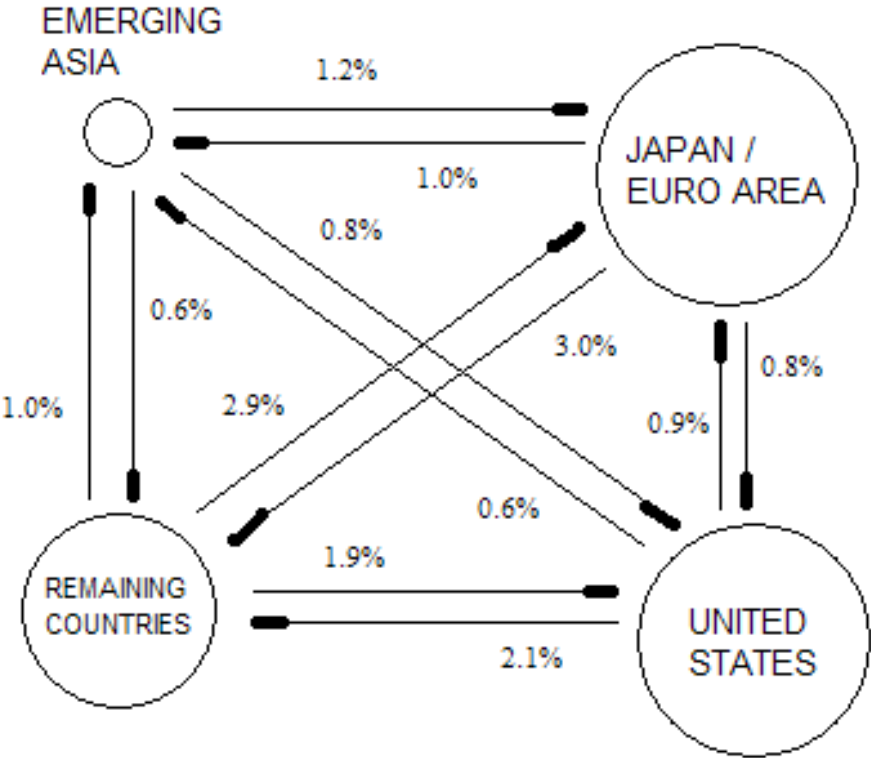 EMERGING
ASIA
1.2%
JAPAN /
EURO AREA
1.0%
0.8%
0.6%
3.0%
0.8%
1.0%
2.9%
0.9%
0.6%
1.9%
REMAINING
COUNTRIES
UNITED
STATES
2.1%